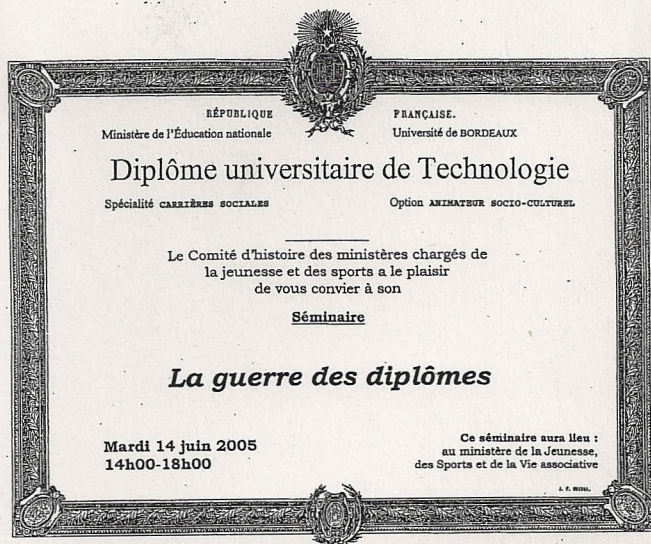 RÉPUBLIQUE FRANÇAISE.
Ministère de l'Éducation nationale Université de BORDEAUX
Diplôme universitaire de Technologie
Spécialité CARRIÈRES SOCIALES Option ANIMATEUR SOCIO-CULTUREL
Le Comité d'histoire des ministères chargés de
la jeunesse et des sports a le plaisir
de vous convier à son
Séminaire
La guerre des diplômes
Mardi 14 juin 2005
14h00-18h00
Ce séminaire aura lieu :
au ministère de la Jeunesse,
des Sports et de la Vie associative